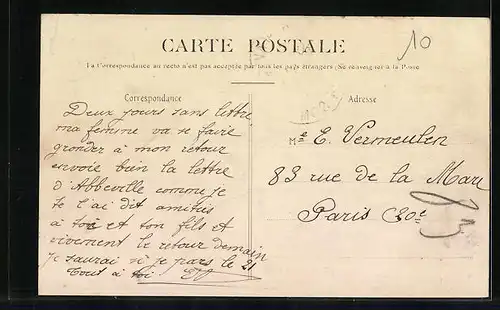 CARTE POSTALE
La Correspondance au recto n'est pas acceptée par tous les pays étrangers. (Se renseigner à la Poste)
10
Correspondance
Deux jours sans lettre
ma femme va se faire
gronder à mon retour
envoie bien la lettre
d'Abbeville comme je
te l'ai dit amitiés
à toi et ton fils et
vivement le retour demain
je saurai si je pars le 21
Tout à toi
Adresse
Me E. Vermeulen
83 rue de la Mare
Paris 20e